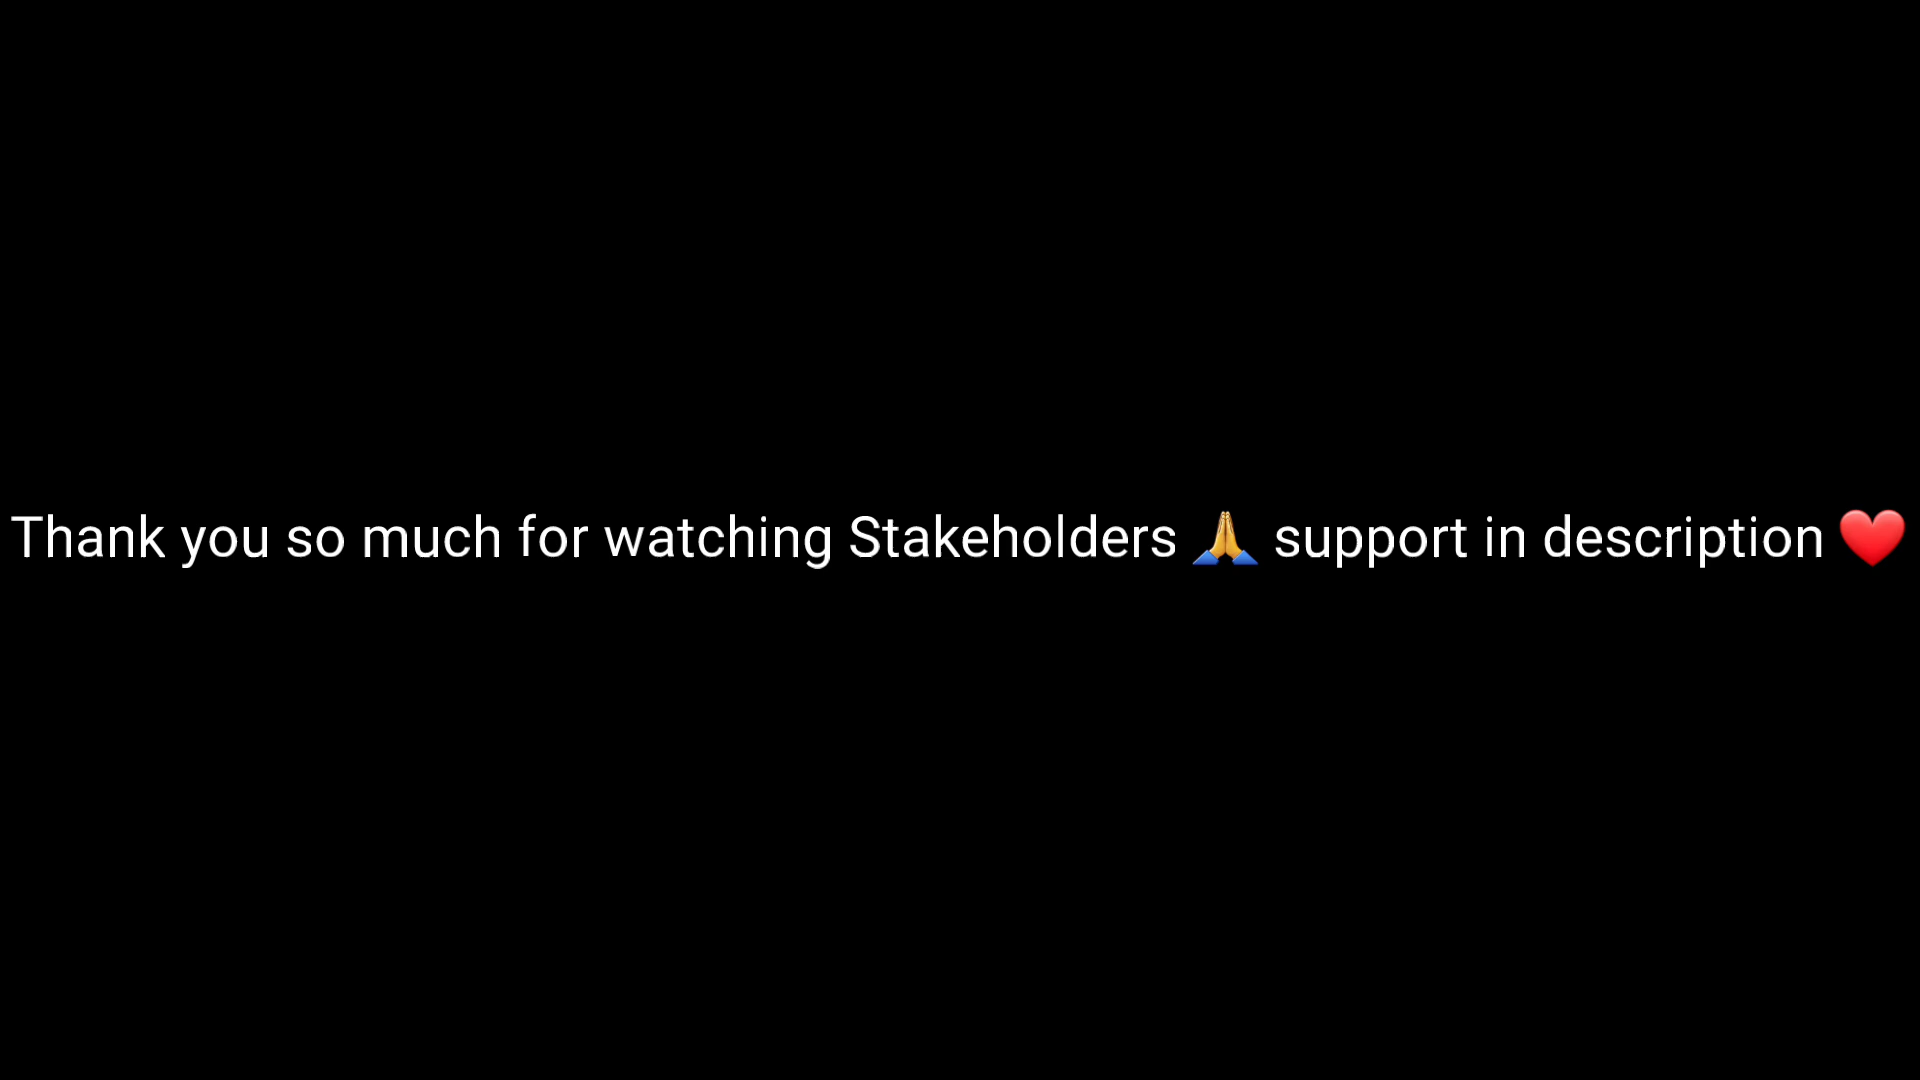 Thank you so much for watching Stakeholders 🙏 support in description ❤️